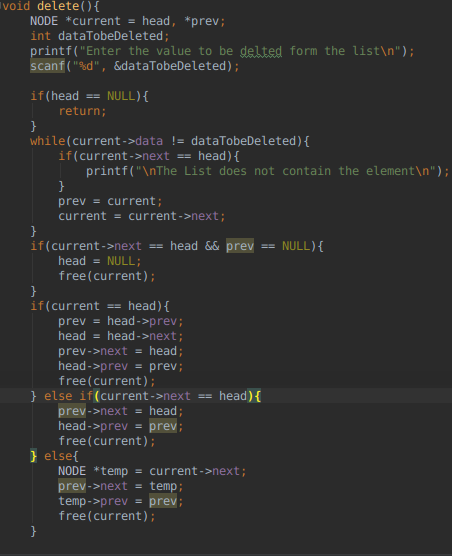 void delete(){
NODE *current = head, *prev;
int dataTobeDeleted;
printf("Enter the value to be delted form the list\n");
scanf("%d", &dataTobeDeleted);
if(head == NULL){
return;
}
while(current->data != dataTobeDeleted){
if(current->next == head){
printf("\nThe List does not contain the element\n");
}
prev = current;
current = current->next;
}
if(current->next == head && prev == NULL){
head = NULL;
free(current);
}
if(current == head){
prev = head->prev;
head = head->next;
prev->next = head;
head->prev = prev;
free(current);
} else if(current->next == head){
prev->next = head;
head->prev = prev;
free(current);
} else{
NODE *temp = current->next;
prev->next = temp;
temp->prev = prev;
free(current);
}